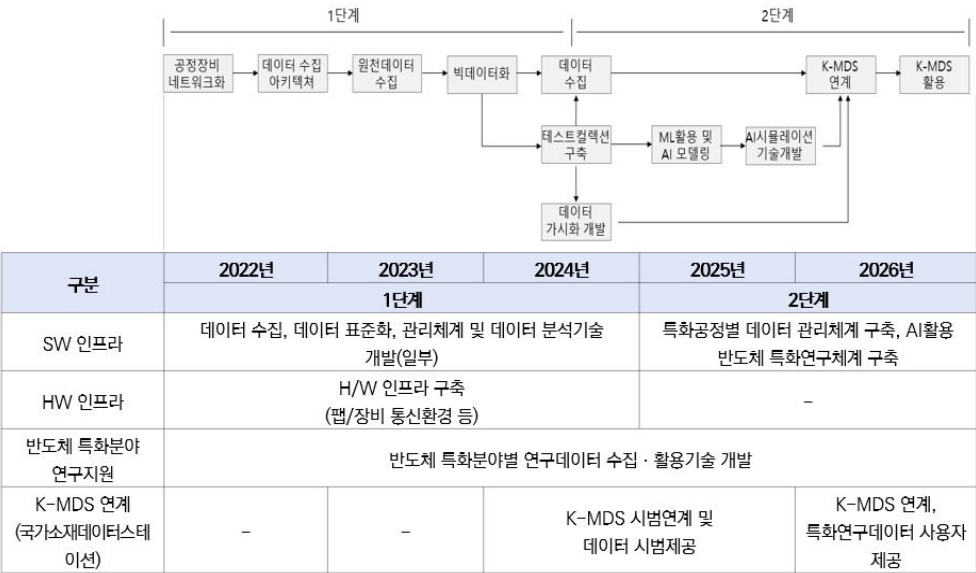 1단계
2단계
공정장비
네트워크화
데이터 수집
아키텍쳐
원천데이터
수집
빅데이터화
데이터
수집
K-MDS
연계
K-MDS
활용
테스트컬렉션
구축
ML활용 및
AI 모델링
AI시뮬레이션
기술개발
데이터
가시화 개발
구분
2022년
2023년
2024년
2025년
2026년
1단계
2단계
SW 인프라
데이터 수집, 데이터 표준화, 관리체계 및 데이터 분석기술
개발(일부)
특화공정별 데이터 관리체계 구축, AI활용
반도체 특화연구체계 구축
HW 인프라
H/W 인프라 구축
(팹/장비 통신환경 등)
-
반도체 특화분야
연구지원
반도체 특화분야별 연구데이터 수집 · 활용기술 개발
K-MDS 연계
(국가소재데이터스테
이션)
-
-
K-MDS 시범연계 및
데이터 시범제공
K-MDS 연계,
특화연구데이터 사용자
제공